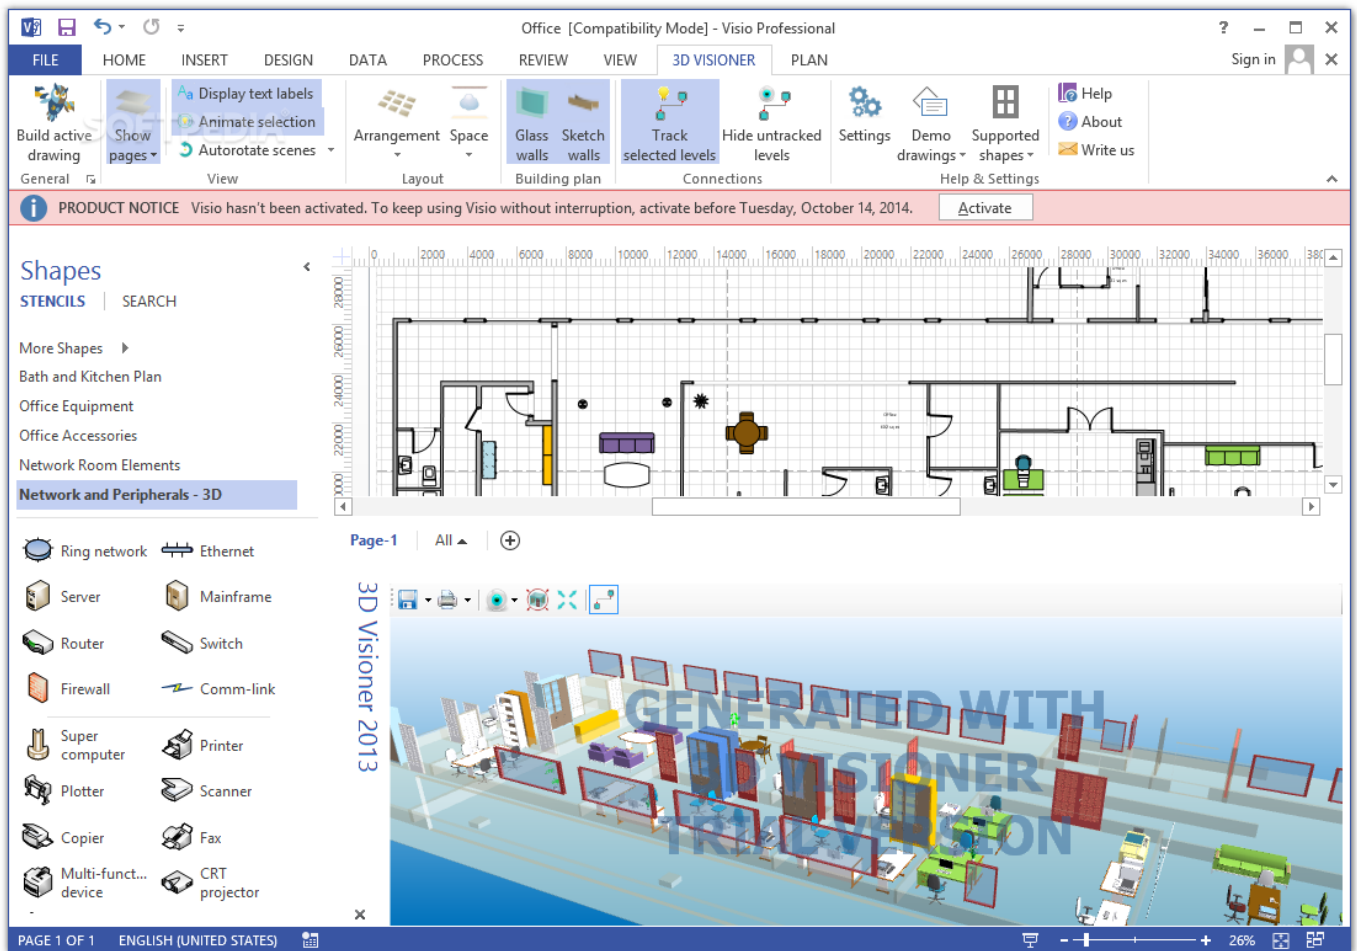 Office [Compatibility Mode] - Visio Professional
FILE HOME INSERT DESIGN DATA PROCESS REVIEW VIEW 3D VISIONER PLAN Sign in
Build active drawing
Show pages
Display text labels
Animate selection
Autorotate scenes
Arrangement Space
Glass walls
Sketch walls
Track selected levels
Hide untracked levels
Settings
Demo drawings
Supported shapes
Help
About
Write us
General View Layout Building plan Connections Help & Settings
SOFTPEDIA
PRODUCT NOTICE Visio hasn't been activated. To keep using Visio without interruption, activate before Tuesday, October 14, 2014. Activate
Shapes
STENCILS SEARCH
More Shapes
Bath and Kitchen Plan
Office Equipment
Office Accessories
Network Room Elements
Network and Peripherals - 3D
Ring network Ethernet
Server Mainframe
Router Switch
Firewall Comm-link
Super computer
Printer
Plotter Scanner
Copier Fax
Multi-funct... device
CRT projector
0 2000 4000 6000 8000 10000 12000 14000 16000 18000 20000 22000 24000 26000 28000 30000 32000 34000 36000
28000
26000
24000
22000
Page-1 All
3D Visioner 2013
GENERATED WITH
3D VISIONER
TRIAL VERSION
PAGE 1 OF 1 ENGLISH (UNITED STATES) 26%